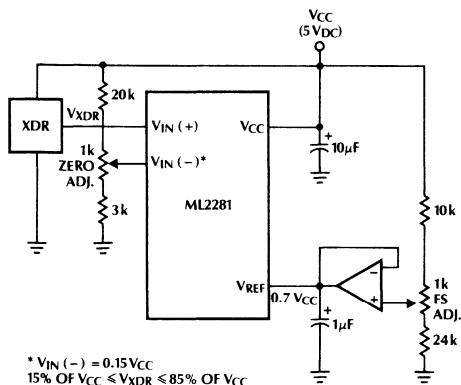 VCC
(5VDC)
20k
XDR
VXDR
VIN (+)
VCC
1k
ZERO
ADJ.
VIN (−)*
+
10μF
ML2281
3k
10k
VREF
0.7 VCC
−
+
1k
FS
ADJ.
+
1μF
24k
* VIN (−) = 0.15VCC
15% OF VCC ⩽ VXDR ⩽ 85% OF VCC